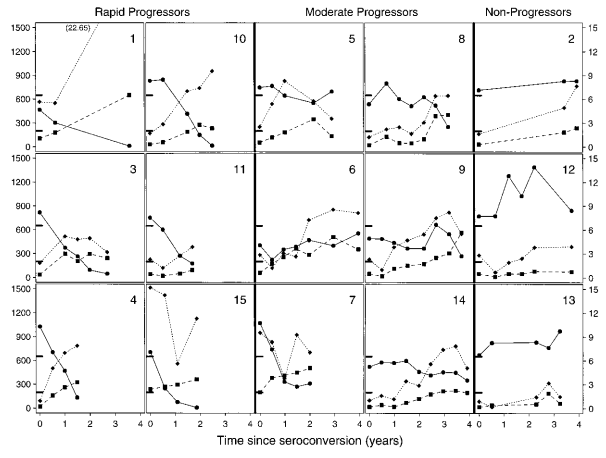 Rapid Progressors Moderate Progressors Non-Progressors
1500 (22.65) 1 10 5 8 2 15
1200 12
900 9
600 6
300 3
0 0
1500 3 11 6 9 12 15
1200 12
900 9
600 6
300 3
0 0
1500 4 15 7 14 13 15
1200 12
900 9
600 6
300 3
0 0
0 1 2 3 4 0 1 2 3 4 0 1 2 3 4 0 1 2 3 4 0 1 2 3 4
Time since seroconversion (years)